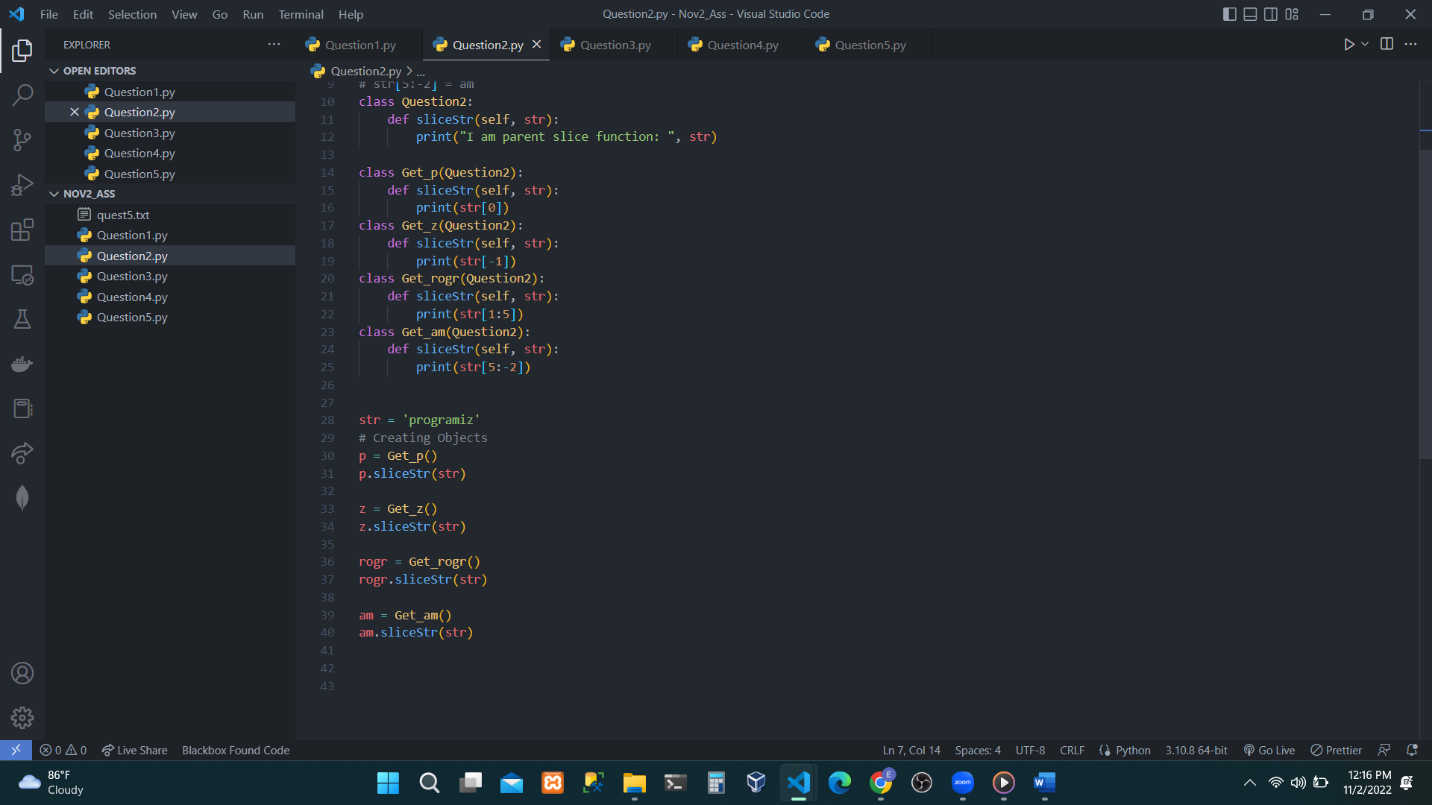 File Edit Selection View Go Run Terminal Help Question2.py - Nov2_Ass - Visual Studio Code
EXPLORER ... Question1.py Question2.py Question3.py Question4.py Question5.py
OPEN EDITORS
Question1.py
Question2.py
Question3.py
Question4.py
Question5.py
NOV2_ASS
quest5.txt
Question1.py
Question2.py
Question3.py
Question4.py
Question5.py
Question2.py > ...
9 # str[5:-2] = am
10 class Question2:
11     def sliceStr(self, str):
12         print("I am parent slice function: ", str)
13
14 class Get_p(Question2):
15     def sliceStr(self, str):
16         print(str[0])
17 class Get_z(Question2):
18     def sliceStr(self, str):
19         print(str[-1])
20 class Get_rogr(Question2):
21     def sliceStr(self, str):
22         print(str[1:5])
23 class Get_am(Question2):
24     def sliceStr(self, str):
25         print(str[5:-2])
26
27
28 str = 'programiz'
29 # Creating Objects
30 p = Get_p()
31 p.sliceStr(str)
32
33 z = Get_z()
34 z.sliceStr(str)
35
36 rogr = Get_rogr()
37 rogr.sliceStr(str)
38
39 am = Get_am()
40 am.sliceStr(str)
41
42
43
0 0 Live Share Blackbox Found Code Ln 7, Col 14 Spaces: 4 UTF-8 CRLF Python 3.10.8 64-bit Go Live Prettier
86°F
Cloudy
E
zoom
W
12:16 PM
11/2/2022